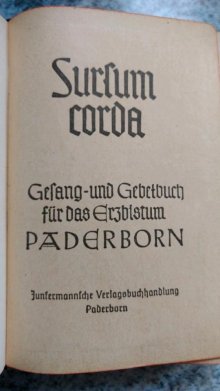 Sursum
corda
Gesang-und Gebetbuch
für das Erzbistum
PADERBORN
Junfermannsche Verlagsbuchhandlung
Paderborn